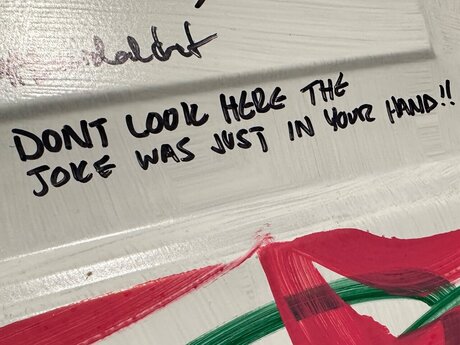 DONT LOOK HERE THE
JOKE WAS JUST IN YOUR HAND!!